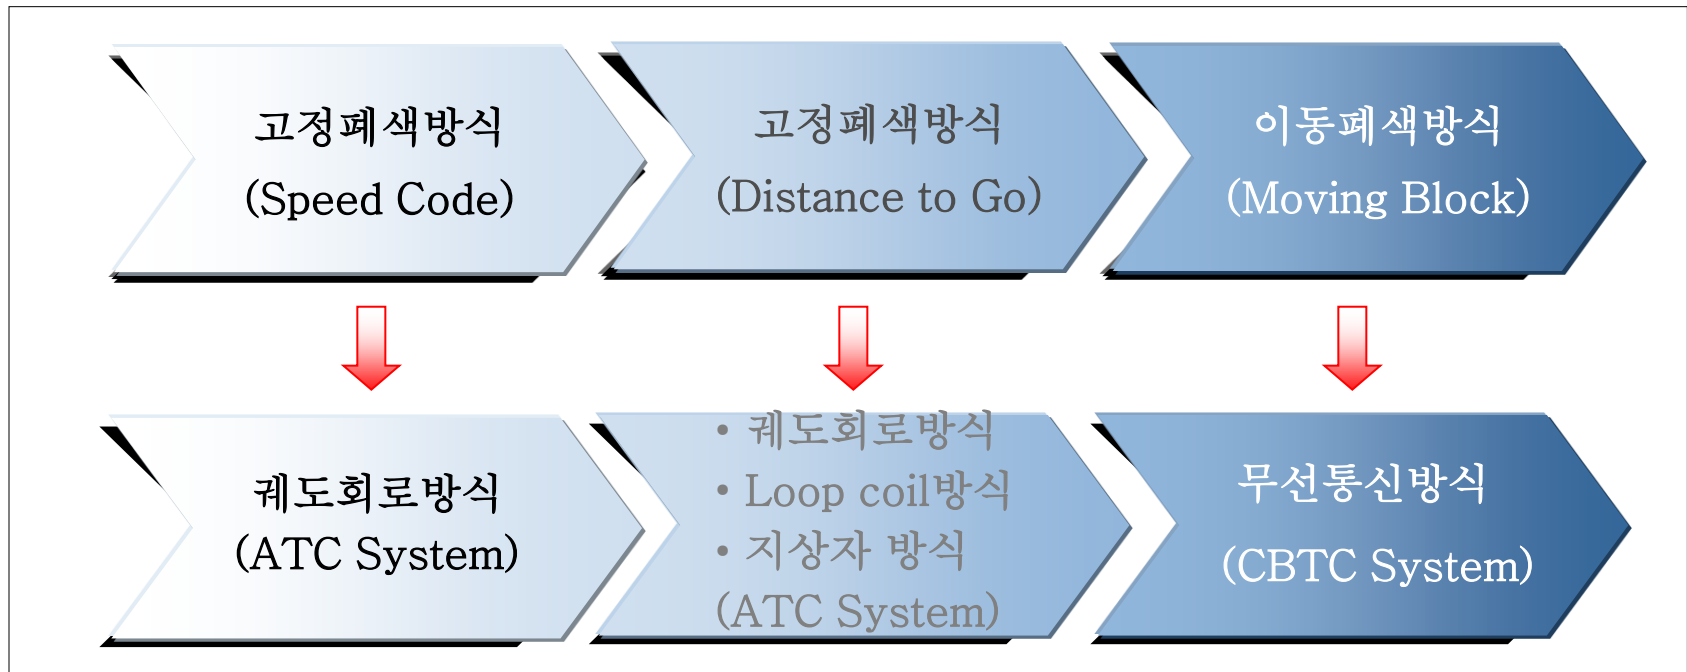 고정폐색방식
(Speed Code)
고정폐색방식
(Distance to Go)
이동폐색방식
(Moving Block)
궤도회로방식
(ATC System)
• 궤도회로방식
• Loop coil방식
• 지상자 방식
(ATC System)
무선통신방식
(CBTC System)